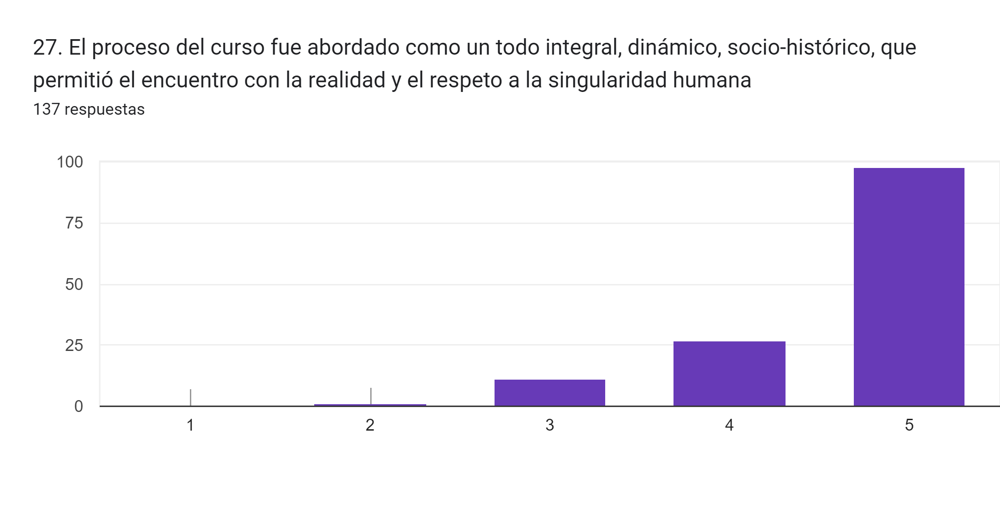 27. El proceso del curso fue abordado como un todo integral, dinámico, socio-histórico, que
permitió el encuentro con la realidad y el respeto a la singularidad humana
137 respuestas
100
75
50
25
0
1 2 3 4 5